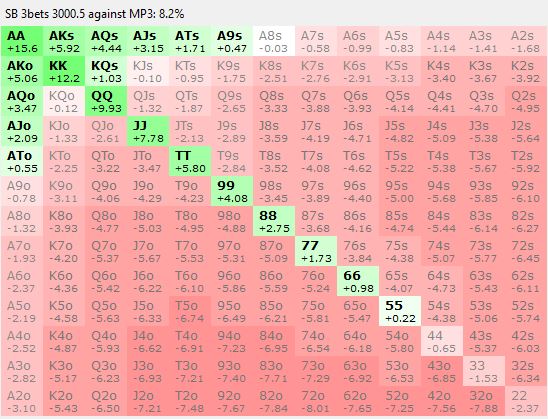 SB 3bets 3000.5 against MP3: 8.2%
AA AKs AQs AJs ATs A9s A8s A7s A6s A5s A4s A3s A2s
+15.6 +5.92 +4.44 +3.15 +1.71 +0.47 -0.03 -0.58 -0.99 -0.83 -1.14 -1.41 -1.68
AKo KK KQs KJs KTs K9s K8s K7s K6s K5s K4s K3s K2s
+5.06 +12.2 +1.03 -0.10 -0.95 -1.75 -2.51 -2.76 -2.91 -3.13 -3.40 -3.67 -3.92
AQo KQo QQ QJs QTs Q9s Q8s Q7s Q6s Q5s Q4s Q3s Q2s
+3.47 -0.12 +9.93 -1.32 -1.87 -2.65 -3.33 -3.88 -3.93 -4.14 -4.41 -4.70 -4.95
AJo KJo QJo JJ JTs J9s J8s J7s J6s J5s J4s J3s J2s
+2.09 -1.33 -2.61 +7.78 -2.13 -2.89 -3.59 -4.19 -4.71 -4.82 -5.09 -5.38 -5.64
ATo KTo QTo JTo TT T9s T8s T7s T6s T5s T4s T3s T2s
+0.55 -2.25 -3.22 -3.47 +5.80 -2.84 -3.52 -4.08 -4.62 -5.22 -5.38 -5.67 -5.92
A9o K9o Q9o J9o T9o 99 98s 97s 96s 95s 94s 93s 92s
-0.78 -3.11 -4.06 -4.29 -4.23 +4.08 -3.45 -3.89 -4.40 -5.00 -5.68 -5.85 -6.10
A8o K8o Q8o J8o T8o 98o 88 87s 86s 85s 84s 83s 82s
-1.32 -3.93 -4.77 -5.03 -4.95 -4.88 +2.75 -3.68 -4.16 -4.74 -5.44 -6.14 -6.27
A7o K7o Q7o J7o T7o 97o 87o 77 76s 75s 74s 73s 72s
-1.93 -4.20 -5.37 -5.67 -5.53 -5.31 -5.09 +1.73 -3.84 -4.38 -5.07 -5.77 -6.45
A6o K6o Q6o J6o T6o 96o 86o 76o 66 65s 64s 63s 62s
-2.37 -4.36 -5.42 -6.22 -6.10 -5.86 -5.59 -5.24 +0.98 -4.07 -4.73 -5.43 -6.11
A5o K5o Q5o J5o T5o 95o 85o 75o 65o 55 54s 53s 52s
-2.19 -4.58 -5.63 -6.33 -6.74 -6.49 -6.21 -5.81 -5.47 +0.22 -4.38 -5.06 -5.74
A4o K4o Q4o J4o T4o 94o 84o 74o 64o 54o 44 43s 42s
-2.52 -4.87 -5.93 -6.62 -6.91 -7.23 -6.95 -6.54 -6.18 -5.80 -0.65 -5.37 -6.03
A3o K3o Q3o J3o T3o 93o 83o 73o 63o 53o 43o 33 32s
-2.82 -5.17 -6.23 -6.93 -7.21 -7.40 -7.71 -7.29 -6.92 -6.53 -6.85 -1.53 -6.34
A2o K2o Q2o J2o T2o 92o 82o 72o 62o 52o 42o 32o 22
-3.10 -5.43 -6.50 -7.21 -7.48 -7.67 -7.84 -8.01 -7.65 -7.25 -7.56 -7.88 -2.37